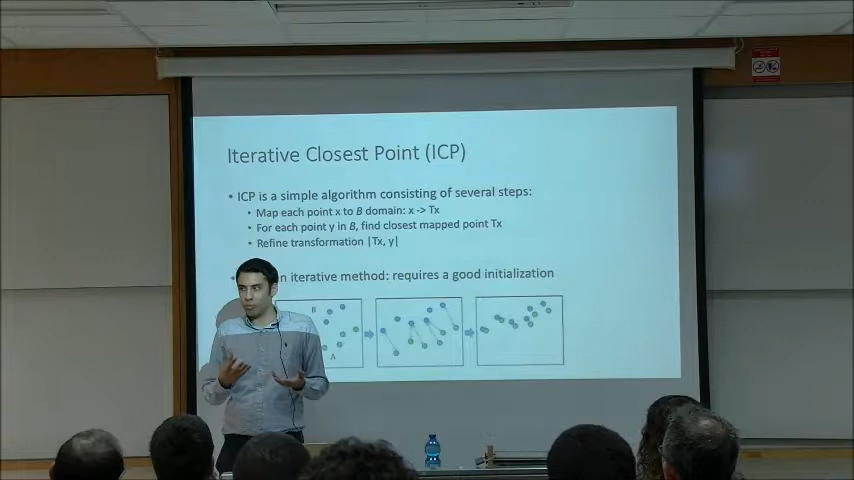 Iterative Closest Point (ICP)
• ICP is a simple algorithm consisting of several steps:
• Map each point x to B domain: x -> Tx
• For each point y in B, find closest mapped point Tx
• Refine transformation |Tx, y|
• n iterative method: requires a good initialization
B
A